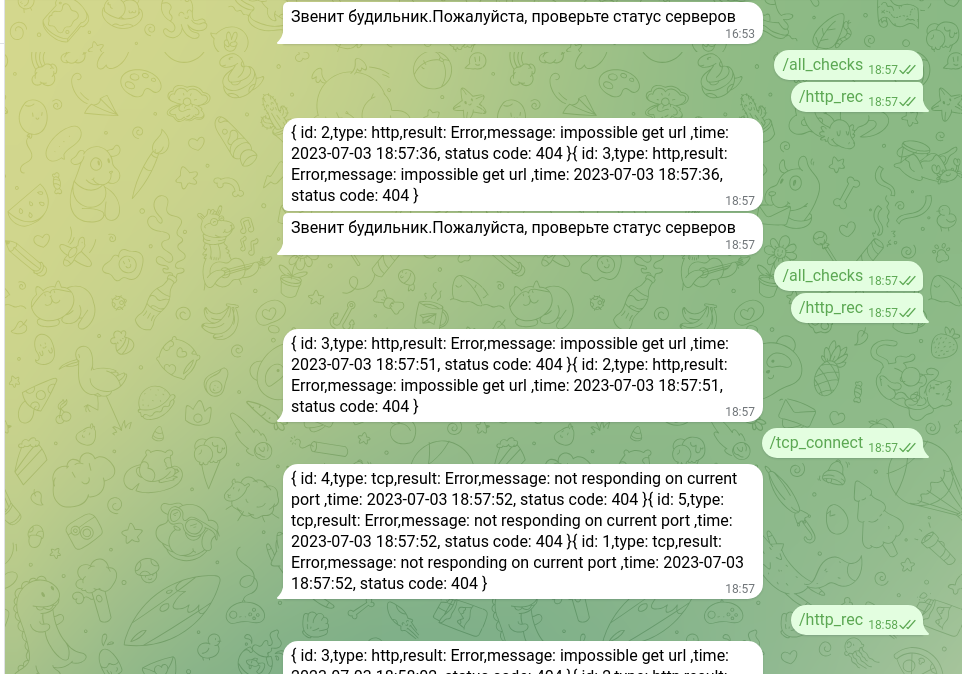 Звенит будильник.Пожалуйста, проверьте статус серверов
16:53
/all_checks 18:57
/http_rec 18:57
{ id: 2,type: http,result: Error,message: impossible get url ,time:
2023-07-03 18:57:36, status code: 404 }{ id: 3,type: http,result:
Error,message: impossible get url ,time: 2023-07-03 18:57:36,
status code: 404 }
18:57
Звенит будильник.Пожалуйста, проверьте статус серверов
18:57
/all_checks 18:57
/http_rec 18:57
{ id: 3,type: http,result: Error,message: impossible get url ,time:
2023-07-03 18:57:51, status code: 404 }{ id: 2,type: http,result:
Error,message: impossible get url ,time: 2023-07-03 18:57:51,
status code: 404 }
18:57
/tcp_connect 18:57
{ id: 4,type: tcp,result: Error,message: not responding on current
port ,time: 2023-07-03 18:57:52, status code: 404 }{ id: 5,type:
tcp,result: Error,message: not responding on current port ,time:
2023-07-03 18:57:52, status code: 404 }{ id: 1,type: tcp,result:
Error,message: not responding on current port ,time: 2023-07-03
18:57:52, status code: 404 }
18:57
/http_rec 18:58
{ id: 3,type: http,result: Error,message: impossible get url ,time: